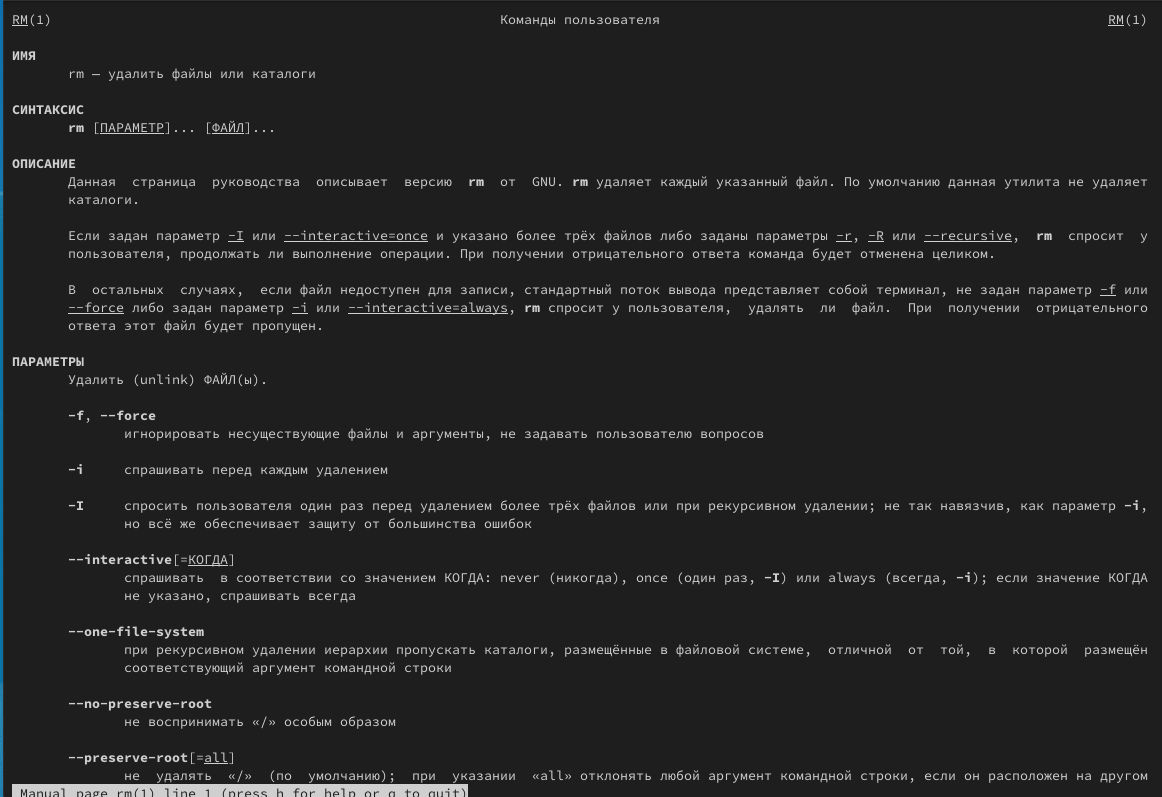 RM(1) Команды пользователя RM(1)
ИМЯ
rm — удалить файлы или каталоги
СИНТАКСИС
rm [ПАРАМЕТР]... [ФАЙЛ]...
ОПИСАНИЕ
Данная страница руководства описывает версию rm от GNU. rm удаляет каждый указанный файл. По умолчанию данная утилита не удаляет
каталоги.
Если задан параметр -I или --interactive=once и указано более трёх файлов либо заданы параметры -r, -R или --recursive, rm спросит у
пользователя, продолжать ли выполнение операции. При получении отрицательного ответа команда будет отменена целиком.
В остальных случаях, если файл недоступен для записи, стандартный поток вывода представляет собой терминал, не задан параметр -f или
--force либо задан параметр -i или --interactive=always, rm спросит у пользователя, удалять ли файл. При получении отрицательного
ответа этот файл будет пропущен.
ПАРАМЕТРЫ
Удалить (unlink) ФАЙЛ(ы).
-f, --force
игнорировать несуществующие файлы и аргументы, не задавать пользователю вопросов
-i спрашивать перед каждым удалением
-I спросить пользователя один раз перед удалением более трёх файлов или при рекурсивном удалении; не так навязчив, как параметр -i,
но всё же обеспечивает защиту от большинства ошибок
--interactive[=КОГДА]
спрашивать в соответствии со значением КОГДА: never (никогда), once (один раз, -I) или always (всегда, -i); если значение КОГДА
не указано, спрашивать всегда
--one-file-system
при рекурсивном удалении иерархии пропускать каталоги, размещённые в файловой системе, отличной от той, в которой размещён
соответствующий аргумент командной строки
--no-preserve-root
не воспринимать «/» особым образом
--preserve-root[=all]
не удалять «/» (по умолчанию); при указании «all» отклонять любой аргумент командной строки, если он расположен на другом
Manual page rm(1) line 1 (press h for help or q to quit)